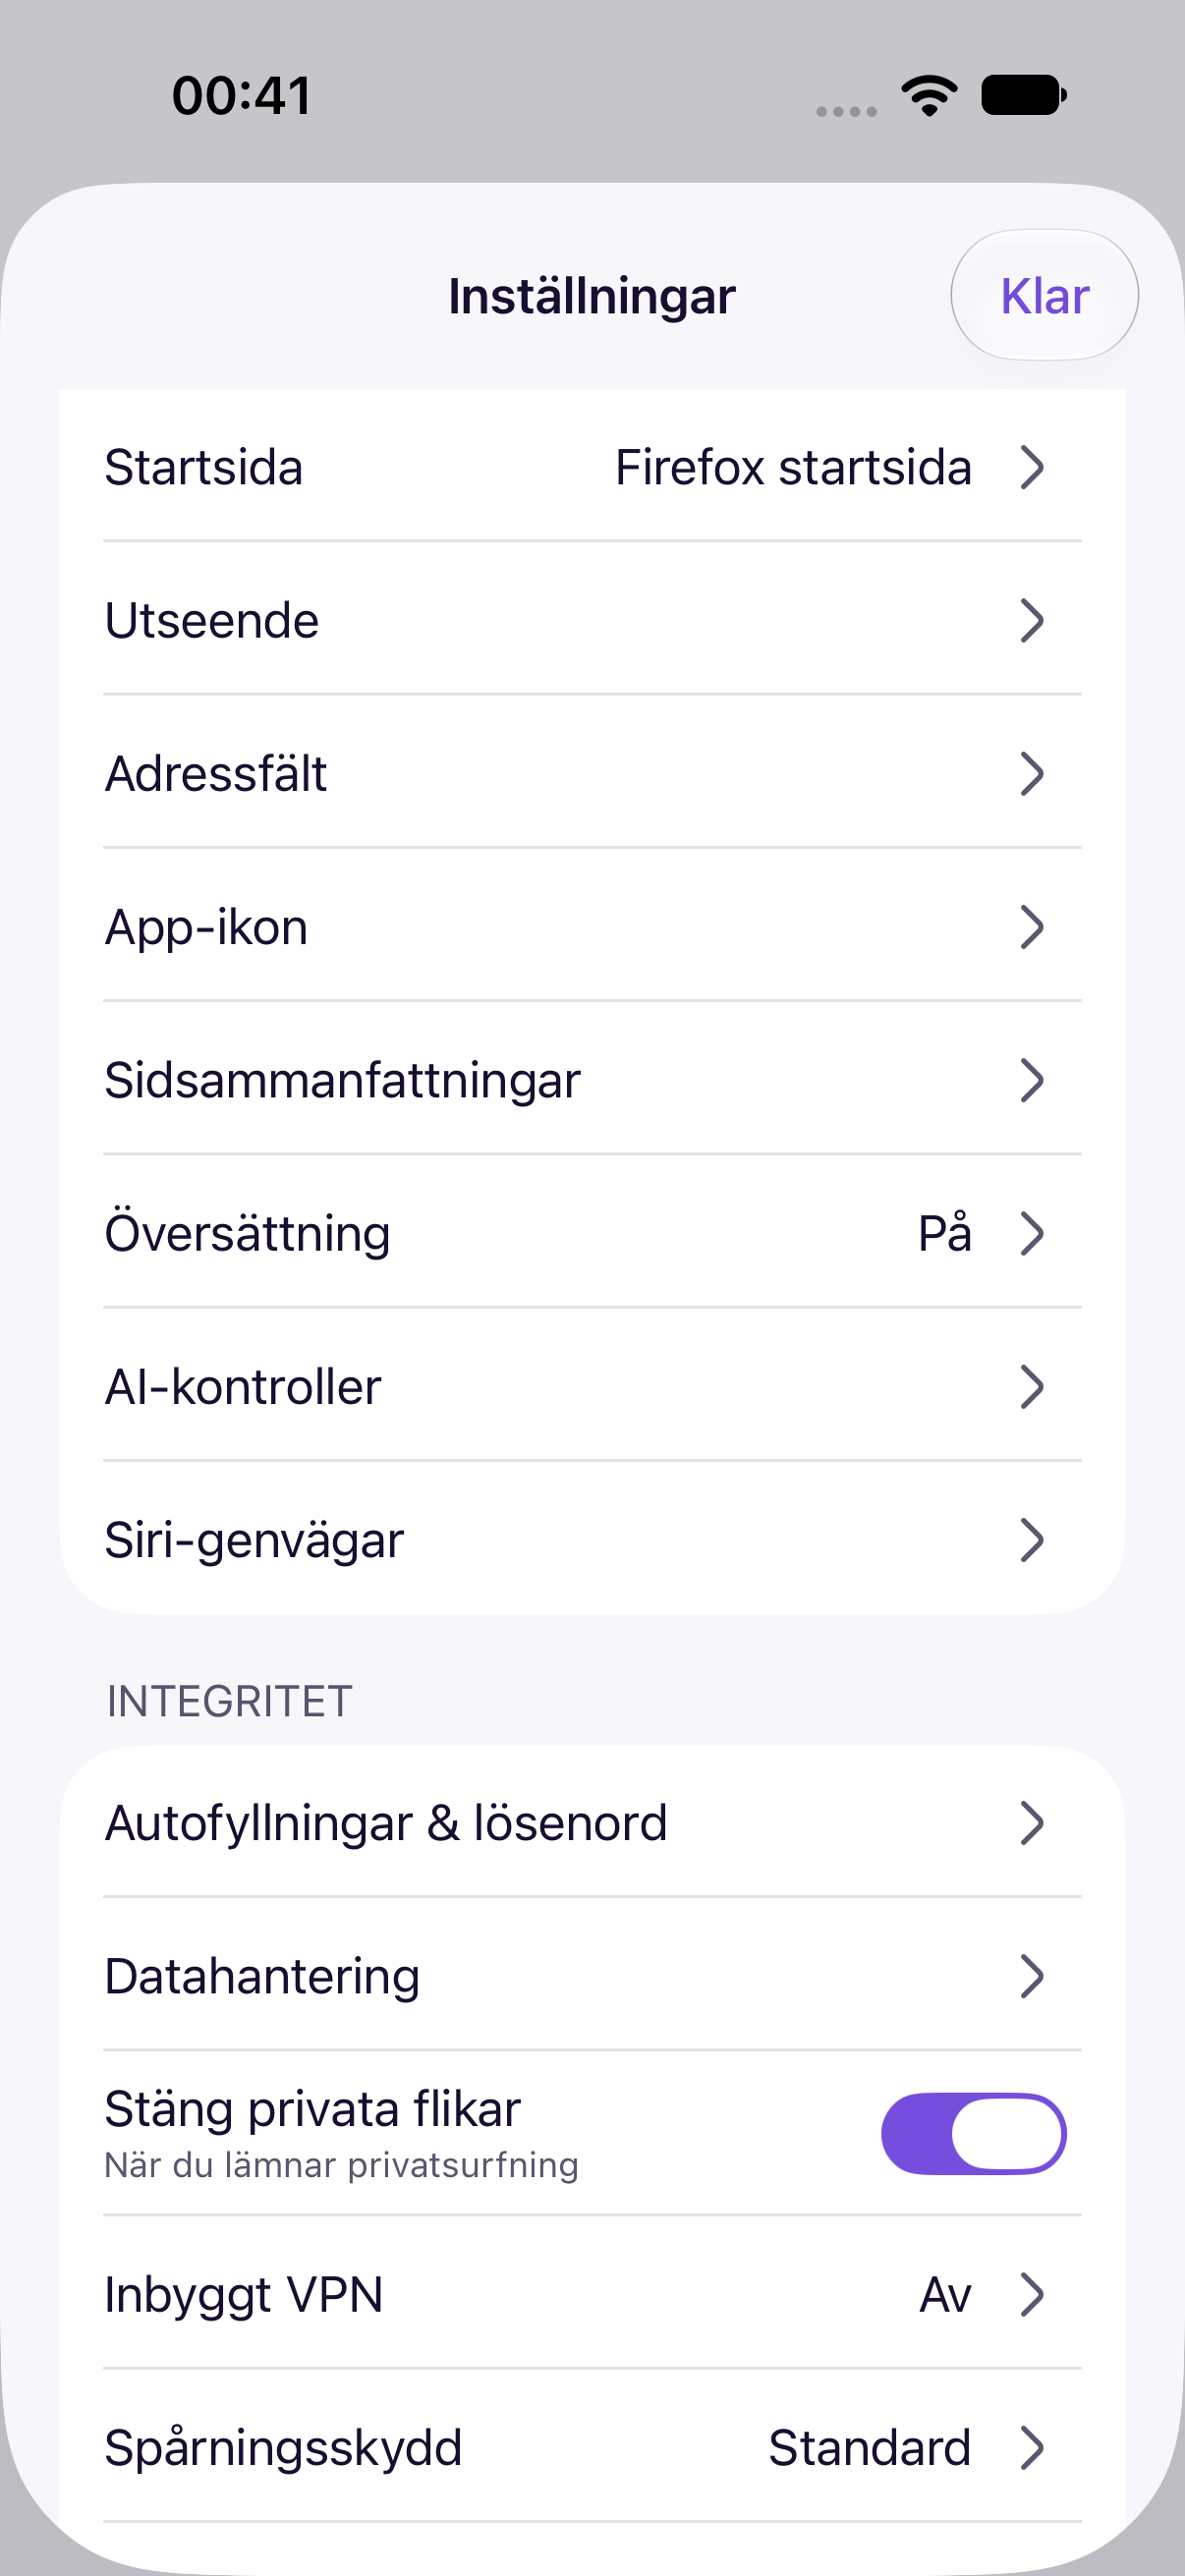 00:41
Inställningar
Klar
Startsida Firefox startsida
Utseende
Adressfält
App-ikon
Sidsammanfattningar
Översättning På
AI-kontroller
Siri-genvägar
INTEGRITET
Autofyllningar & lösenord
Datahantering
Stäng privata flikar
När du lämnar privatsurfning
Inbyggt VPN Av
Spårningsskydd Standard